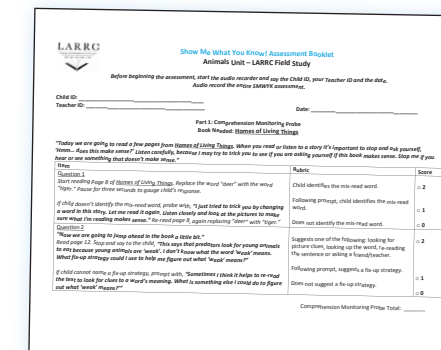 LARRC
Show Me What You Know! Assessment Booklet
Animals Unit – LARRC Field Study
Before beginning the assessment, start the audio recorder and say the Child ID, your Teacher ID and the date.
Audio record the entire SMWYK assessment.
Child ID:
Teacher ID:
Date:
Part 1: Comprehension Monitoring Probe
Book Needed: Homes of Living Things
"Today we are going to read a few pages from Homes of Living Things. When you read or listen to a story it's important to stop and ask yourself,
'Hmm... does this make sense?' Listen carefully, because I may try to trick you to see if you are asking yourself if this book makes sense. Stop me if you
hear or see something that doesn't make sense."
Item Rubric Score
Question 1
Start reading Page 8 of Homes of Living Things. Replace the word "deer" with the word
"tiger." Pause for three seconds to gauge child's response.
Child identifies the mis-read word. ○ 2
If child doesn't identify the mis-read word, probe with, "I just tried to trick you by changing
a word in this story. Let me read it again. Listen closely and look at the pictures to make
sure what I'm reading makes sense." Re-read page 8, again replacing "deer" with "tiger."
Following prompt, child identifies the mis-read
word. ○ 1
Does not identify the mis-read word. ○ 0
Question 2
"Now we are going to jump ahead in the book a little bit."
Read page 12. Stop and say to the child, "This says that predators look for young animals
to eat because young animals are 'weak'. I don't know what the word 'weak' means.
What fix-up strategy could I use to help me figure out what 'weak' means?"
Suggests one of the following: looking for
picture clues, looking up the word, re-reading
the sentence or asking a friend/teacher. ○ 2
If child cannot name a fix-up strategy, prompt with, "Sometimes I think it helps to re-read
the text to look for clues to a word's meaning. What is something else I could do to figure
out what 'weak' means?"
Following prompt, suggests a fix-up strategy. ○ 1
Does not suggest a fix-up strategy. ○ 0
Comprehension Monitoring Probe Total: